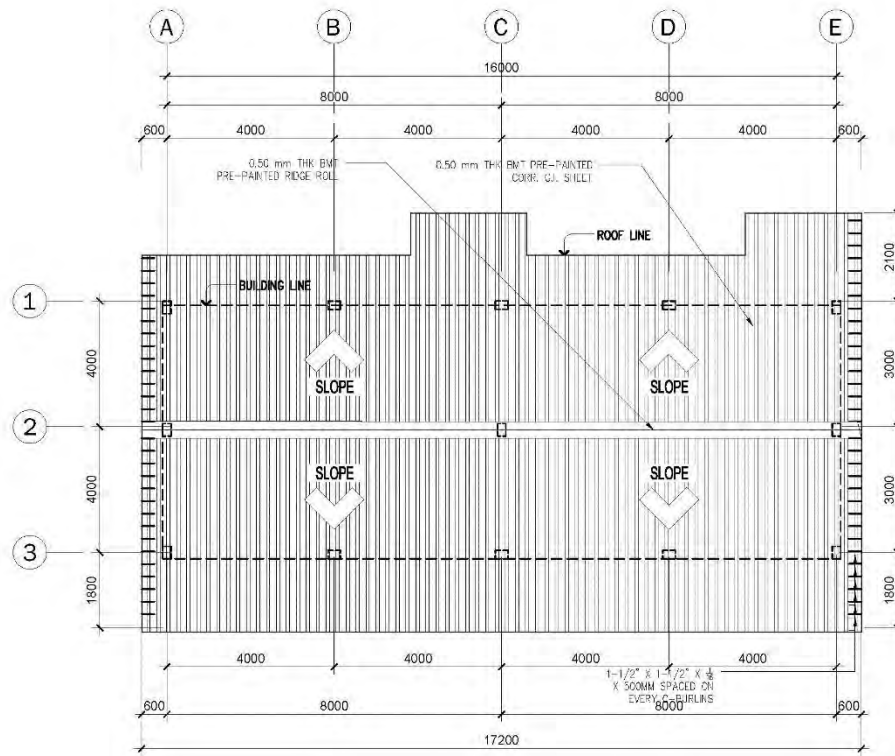 A B C D E
16000
8000 8000
600 4000 4000 4000 4000 600
0.50 mm THK BMT
PRE-PAINTED RIDGE ROLL
0.50 mm THK BMT PRE-PAINTED
CORR. G.I. SHEET
ROOF LINE
2100
BUILDING LINE
1
4000 3000
SLOPE SLOPE
2
SLOPE SLOPE
4000 3000
3
1800 1800
4000 4000 4000 4000
1-1/2" X 1-1/2" X
X 300MM SPACED ON
EVERY C-BURLINS
600 8000 8000 600
17200